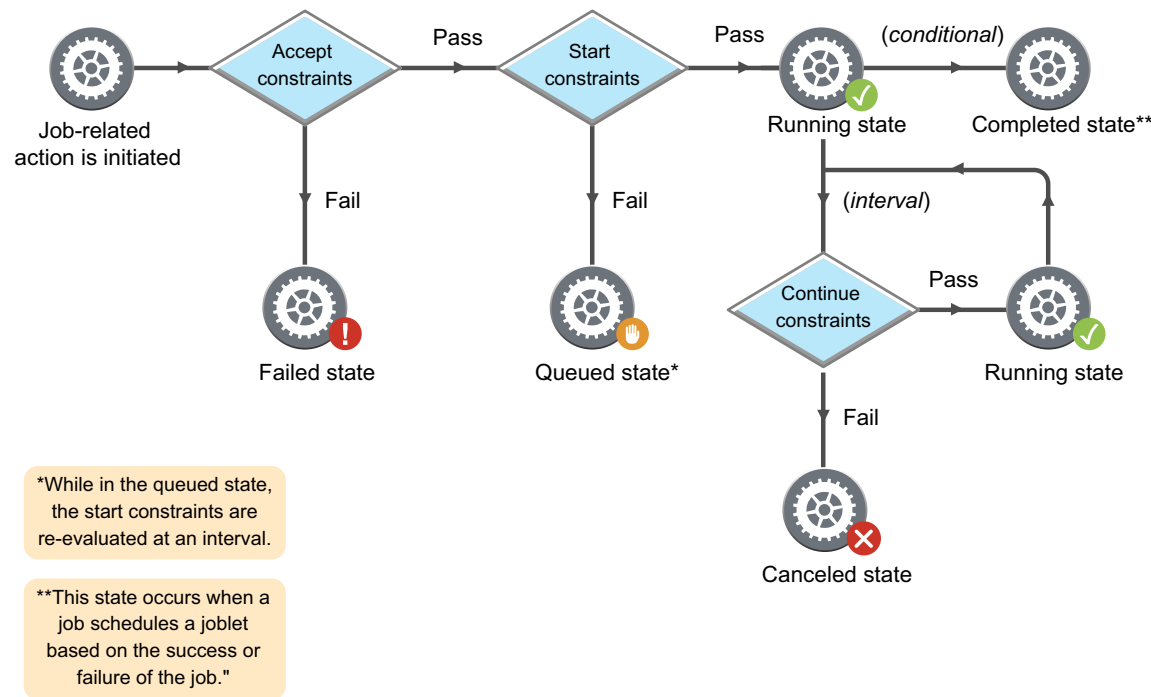 Job-related
action is initiated
Accept
constraints
Pass
Fail
Failed state
Start
constraints
Pass
Fail
Queued state*
Running state
(conditional)
Completed state**
(interval)
Continue
constraints
Pass
Running state
Fail
Canceled state
*While in the queued state,
the start constraints are
re-evaluated at an interval.
**This state occurs when a
job schedules a joblet
based on the success or
failure of the job."